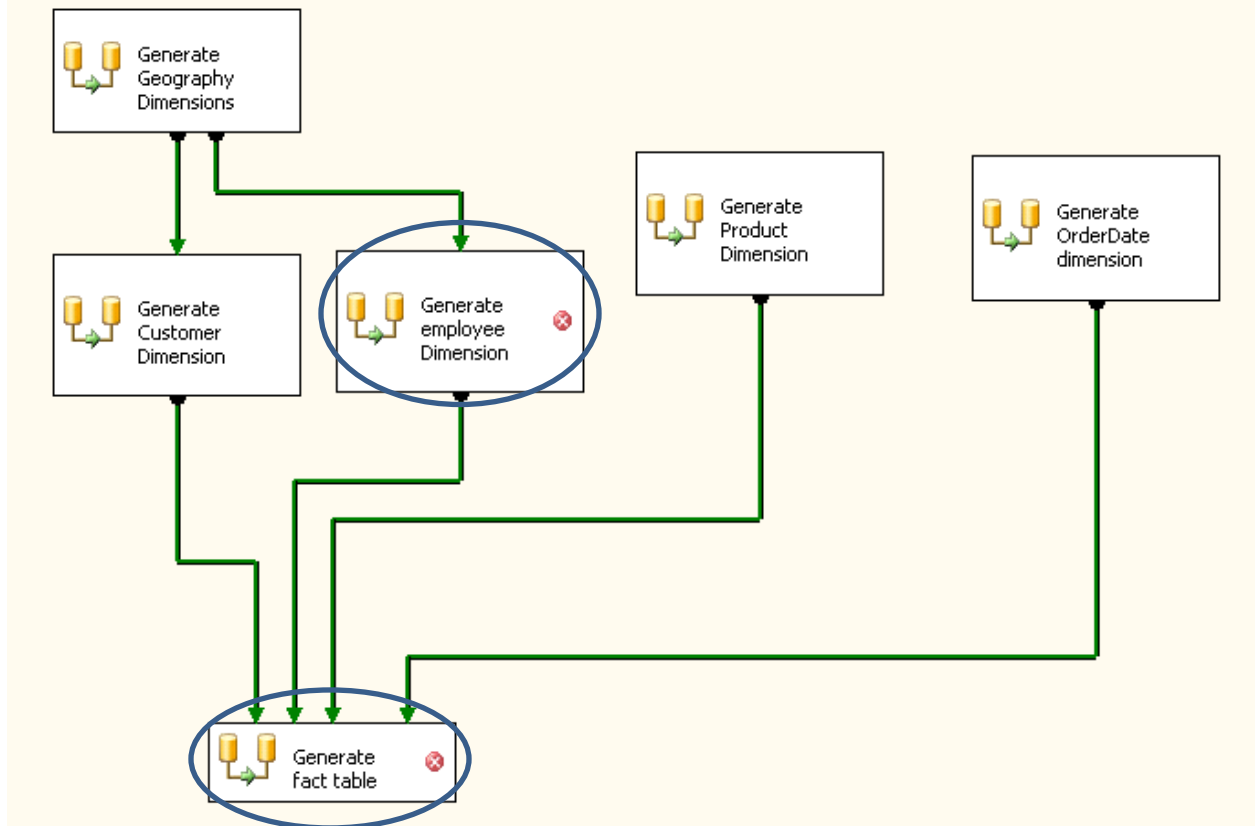 Generate
Geography
Dimensions
Generate
Customer
Dimension
Generate
employee
Dimension
Generate
Product
Dimension
Generate
OrderDate
dimension
Generate
fact table